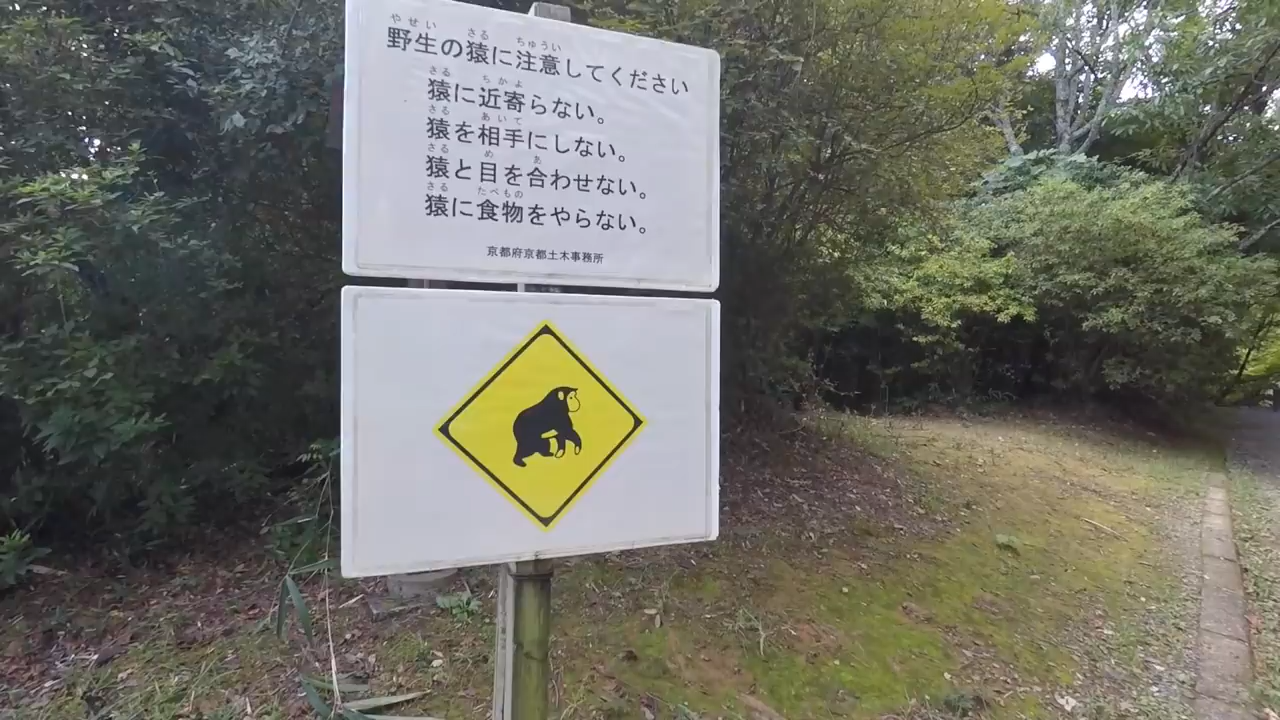 野生の猿に注意してください
猿に近寄らない。
猿を相手にしない。
猿と目を合わせない。
猿に食物をやらない。
京都府京都土木事務所